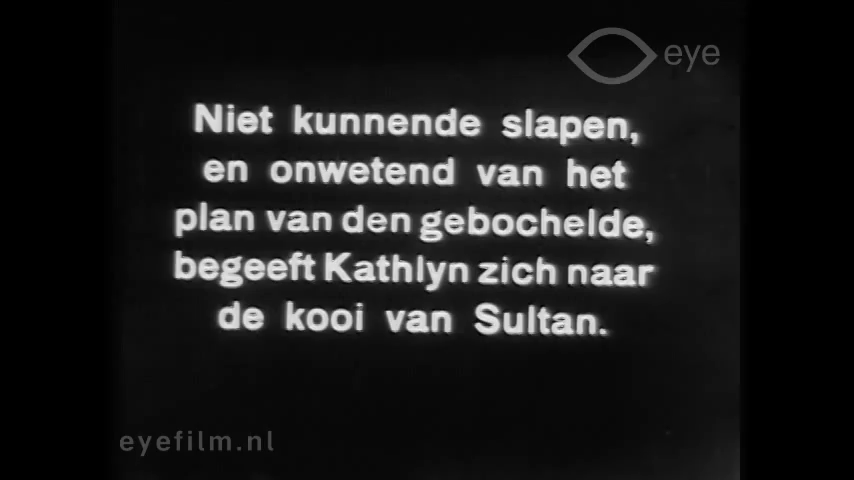 eye
Niet kunnende slapen,
en onwetend van het
plan van den gebochelde,
begeeft Kathlyn zich naar
de kooi van Sultan.
eyefilm.nl